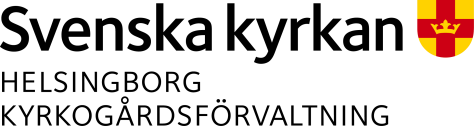 Svenska kyrkan
HELSINGBORG
KYRKOGÅRDSFÖRVALTNING